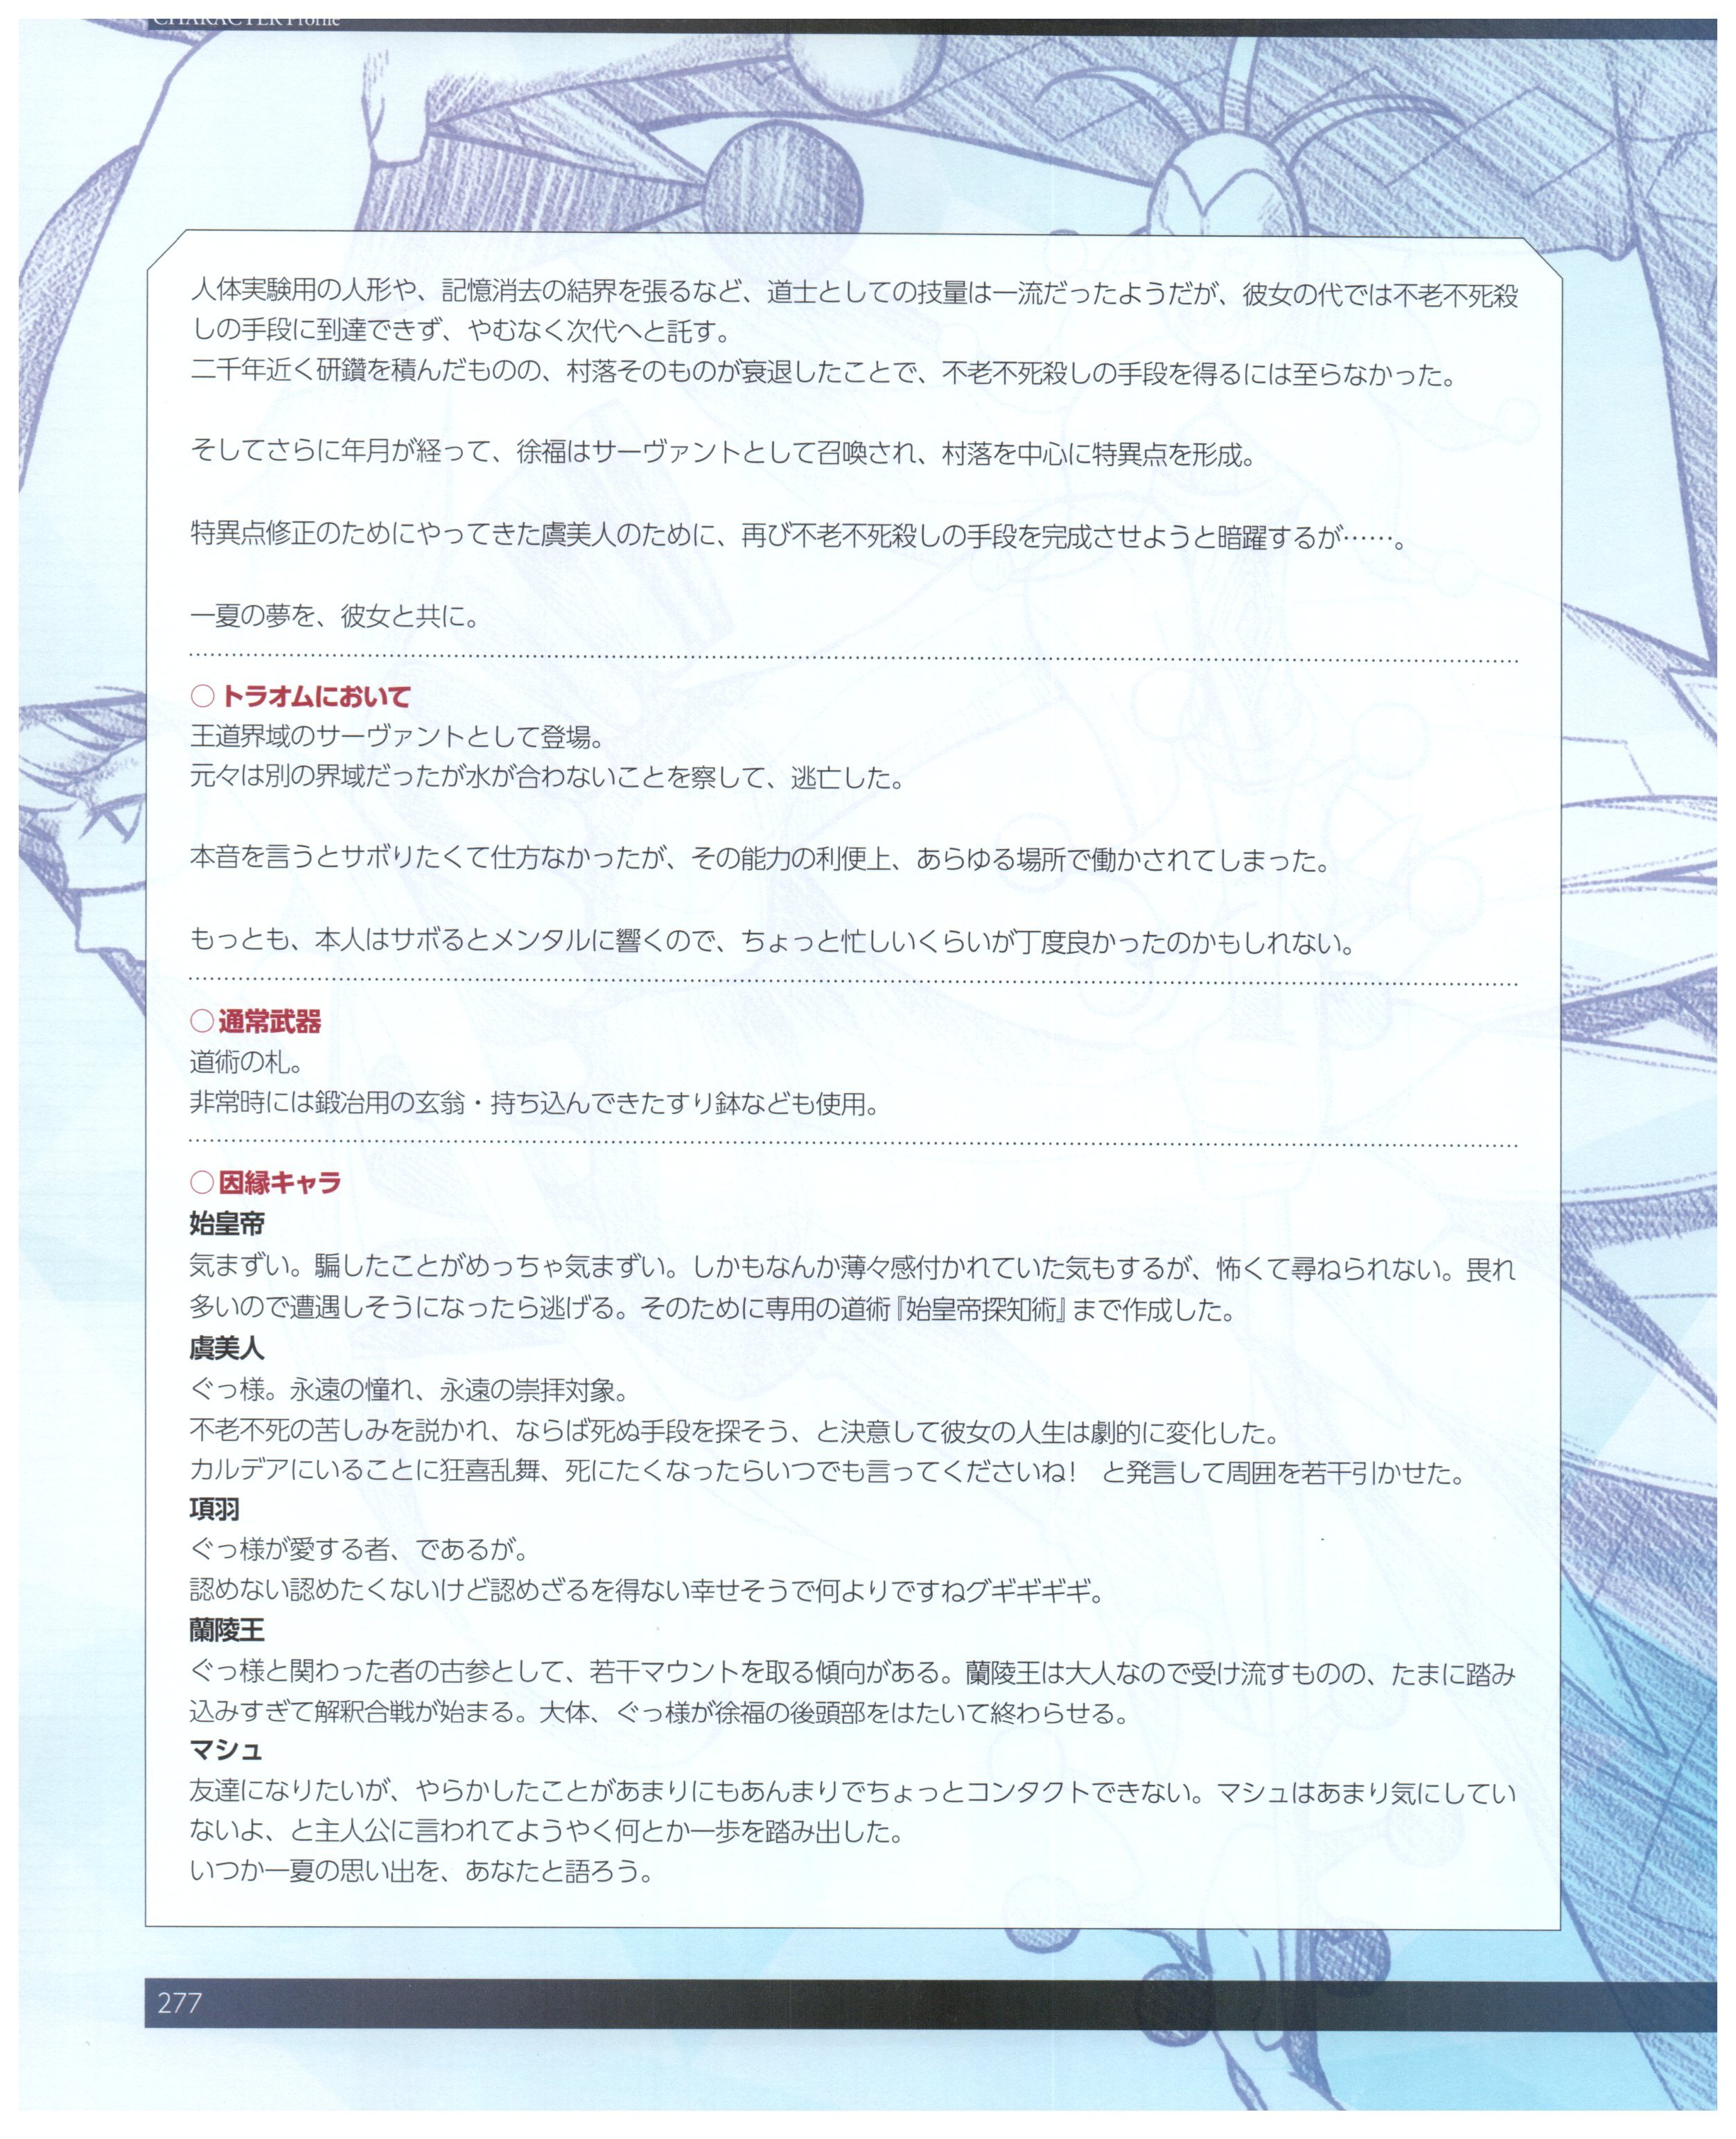 CHARACTER Profile
人体実験用の人形や、記憶消去の結界を張るなど、道士としての技量は一流だったようだが、彼女の代では不老不死殺
しの手段に到達できず、やむなく次代へと託す。
二千年近く研鑽を積んだものの、村落そのものが衰退したことで、不老不死殺しの手段を得るには至らなかった。
そしてさらに年月が経って、徐福はサーヴァントとして召喚され、村落を中心に特異点を形成。
特異点修正のためにやってきた虞美人のために、再び不老不死殺しの手段を完成させようと暗躍するが……。
一夏の夢を、彼女と共に。
○トラオムにおいて
王道界域のサーヴァントとして登場。
元々は別の界域だったが水が合わないことを察して、逃亡した。
本音を言うとサボりたくて仕方なかったが、その能力の利便上、あらゆる場所で働かされてしまった。
もっとも、本人はサボるとメンタルに響くので、ちょっと忙しいくらいが丁度良かったのかもしれない。
○通常武器
道術の札。
非常時には鍛冶用の玄翁・持ち込んできたすり鉢なども使用。
○因縁キャラ
始皇帝
気まずい。騙したことがめっちゃ気まずい。しかもなんか薄々感付かれていた気もするが、怖くて尋ねられない。畏れ
多いので遭遇しそうになったら逃げる。そのために専用の道術『始皇帝探知術』まで作成した。
虞美人
ぐっ様。永遠の憧れ、永遠の崇拝対象。
不老不死の苦しみを説かれ、ならば死ぬ手段を探そう、と決意して彼女の人生は劇的に変化した。
カルデアにいることに狂喜乱舞、死にたくなったらいつでも言ってくださいね！　と発言して周囲を若干引かせた。
項羽
ぐっ様が愛する者、であるが。
認めない認めたくないけど認めざるを得ない幸せそうで何よりですねグギギギギ。
蘭陵王
ぐっ様と関わった者の古参として、若干マウントを取る傾向がある。蘭陵王は大人なので受け流すものの、たまに踏み
込みすぎて解釈合戦が始まる。大体、ぐっ様が徐福の後頭部をはたいて終わらせる。
マシュ
友達になりたいが、やらかしたことがあまりにもあんまりでちょっとコンタクトできない。マシュはあまり気にしてい
ないよ、と主人公に言われてようやく何とか一歩を踏み出した。
いつか一夏の思い出を、あなたと語ろう。
277